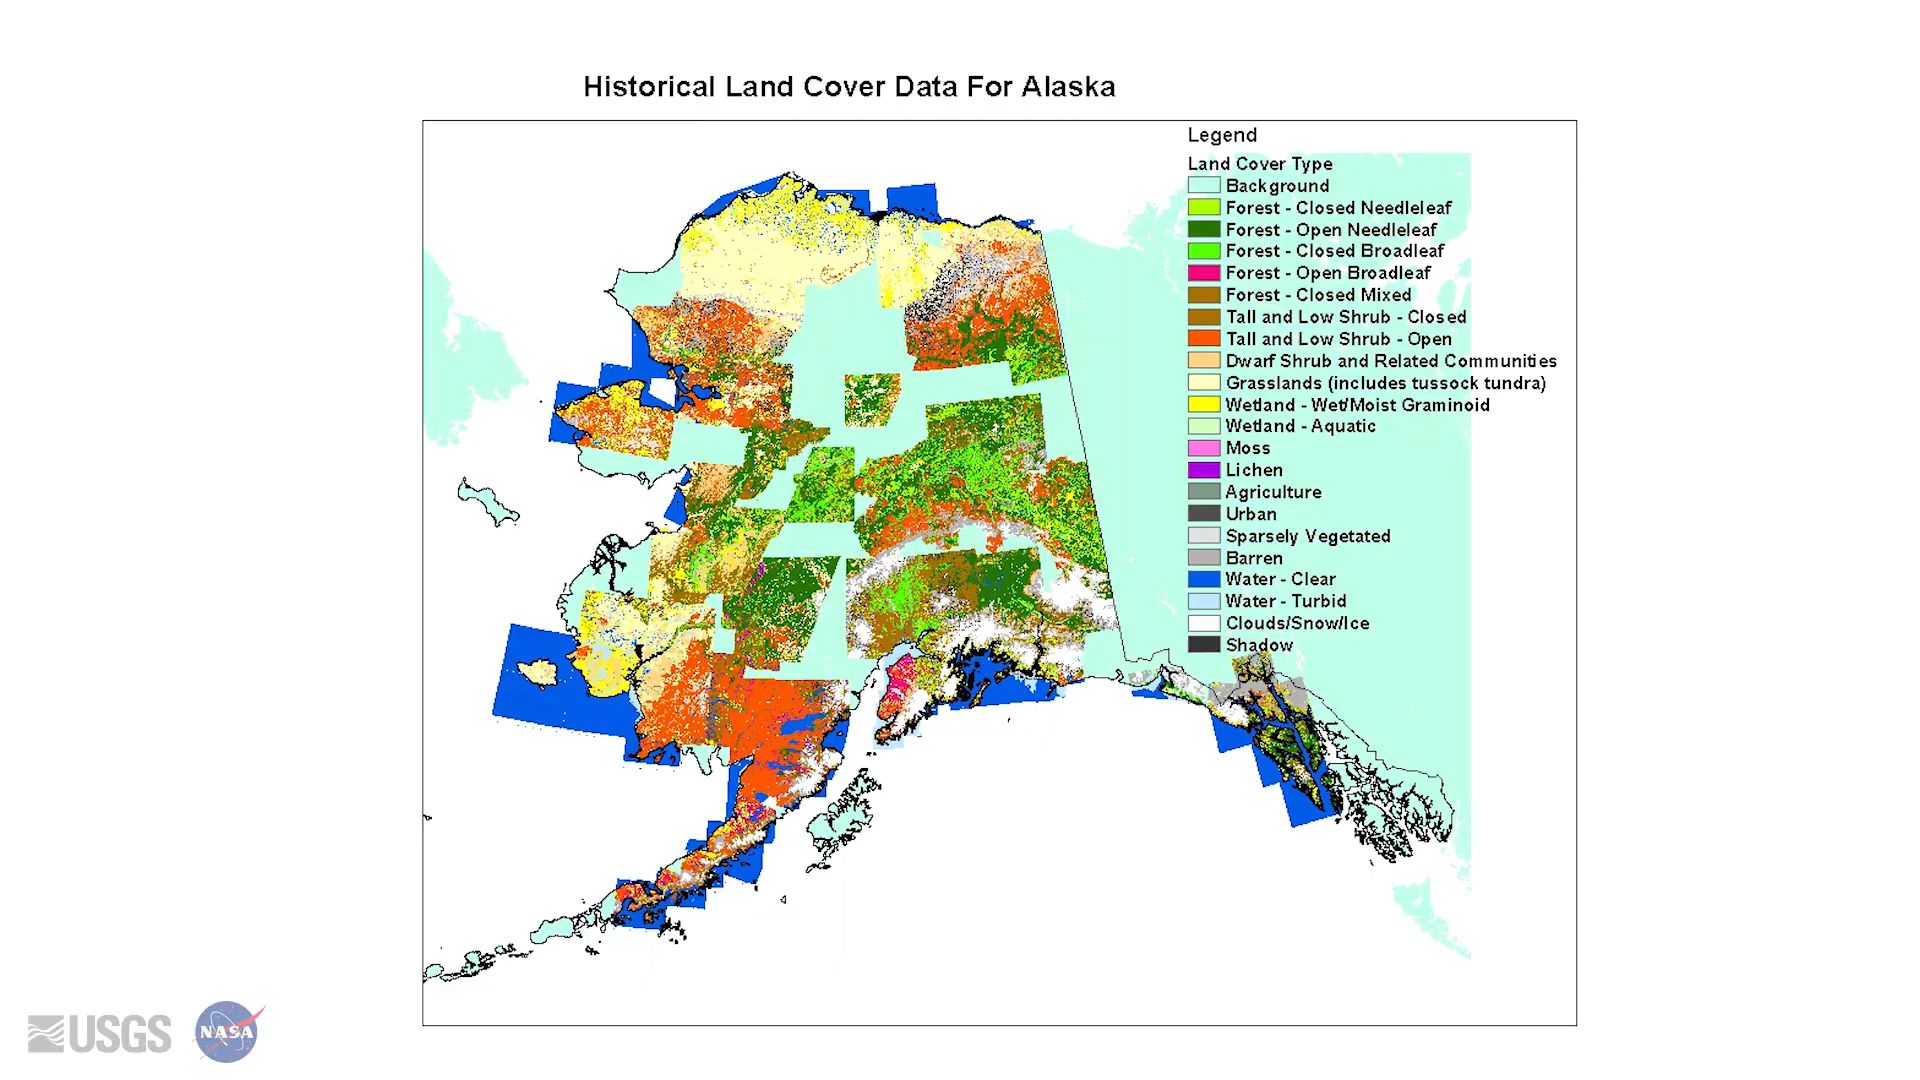 Historical Land Cover Data For Alaska
Legend
Land Cover Type
Background
Forest - Closed Needleleaf
Forest - Open Needleleaf
Forest - Closed Broadleaf
Forest - Open Broadleaf
Forest - Closed Mixed
Tall and Low Shrub - Closed
Tall and Low Shrub - Open
Dwarf Shrub and Related Communities
Grasslands (includes tussock tundra)
Wetland - Wet/Moist Graminoid
Wetland - Aquatic
Moss
Lichen
Agriculture
Urban
Sparsely Vegetated
Barren
Water - Clear
Water - Turbid
Clouds/Snow/Ice
Shadow
USGS
NASA